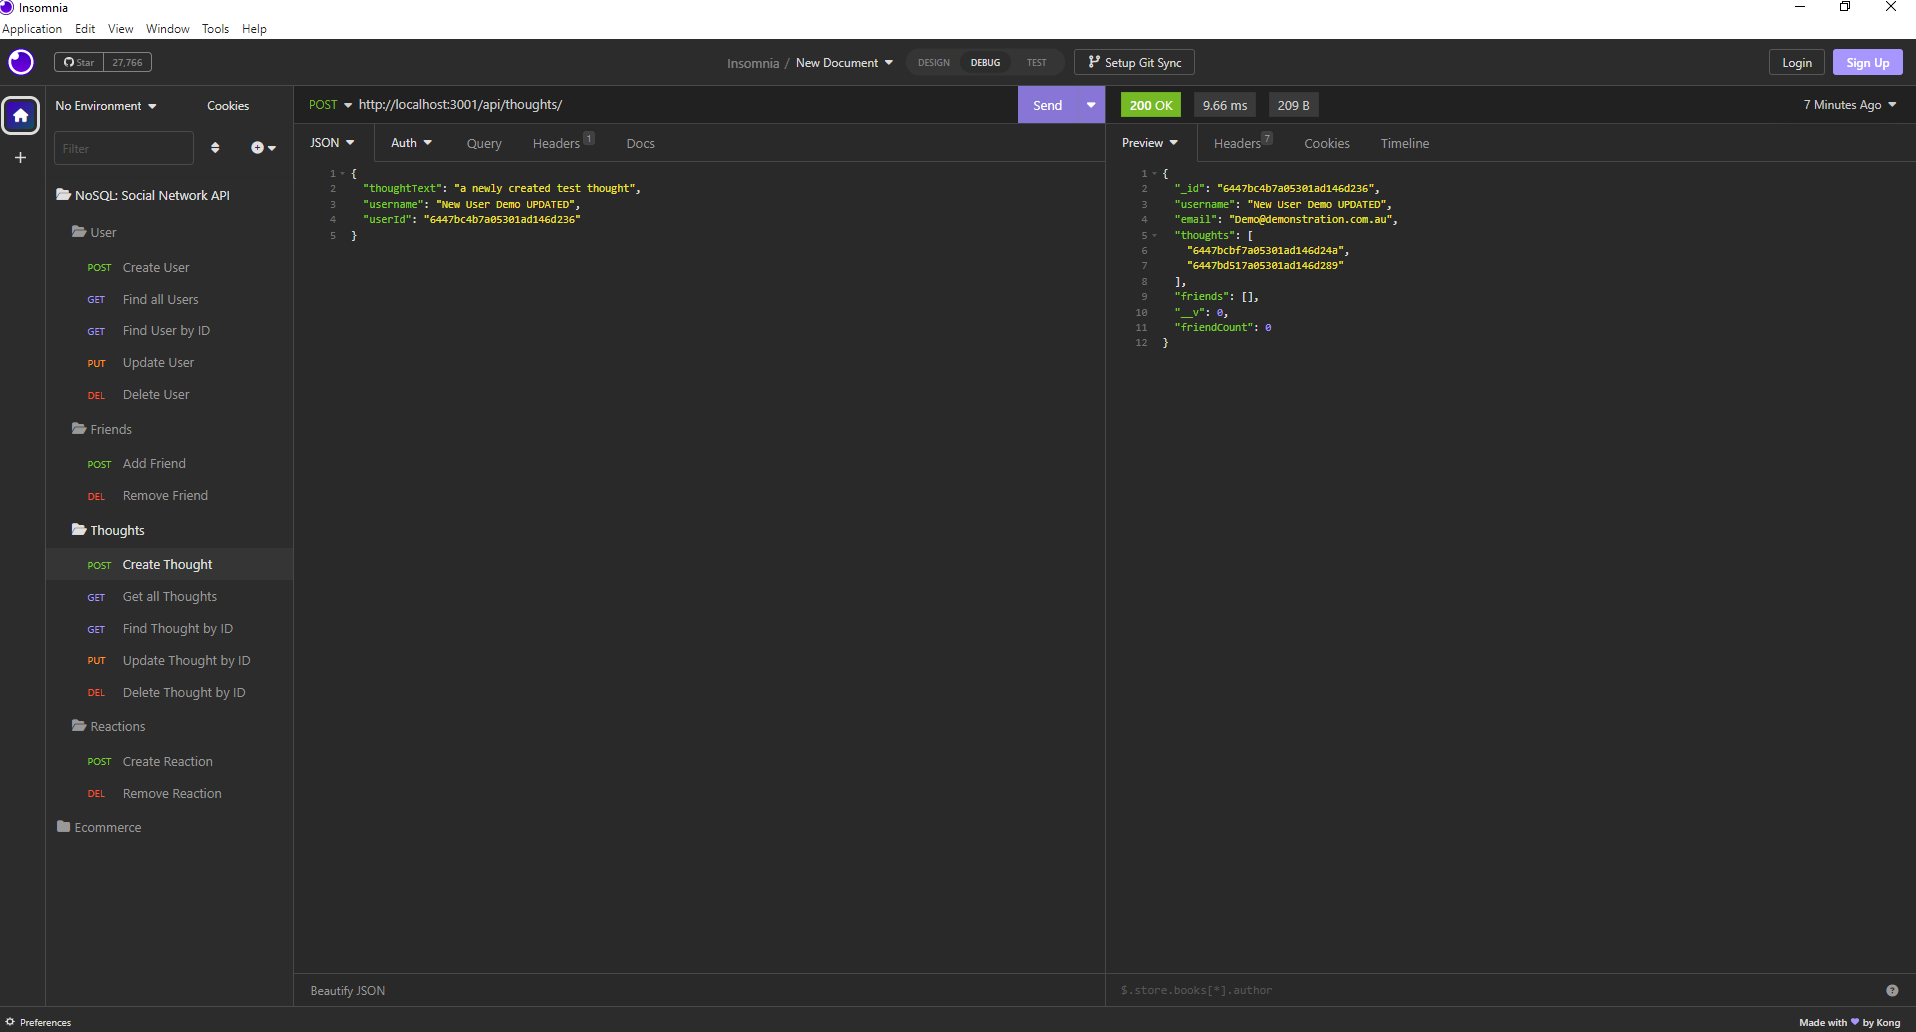 Insomnia
Application Edit View Window Tools Help
Star 27,766
Insomnia / New Document
DESIGN DEBUG TEST
Setup Git Sync
Login
Sign Up
No Environment
Cookies
Filter
NoSQL: Social Network API
User
POST Create User
GET Find all Users
GET Find User by ID
PUT Update User
DEL Delete User
Friends
POST Add Friend
DEL Remove Friend
Thoughts
POST Create Thought
GET Get all Thoughts
GET Find Thought by ID
PUT Update Thought by ID
DEL Delete Thought by ID
Reactions
POST Create Reaction
DEL Remove Reaction
Ecommerce
POST http://localhost:3001/api/thoughts/
Send
JSON Auth Query Headers 1 Docs
1 {
2 "thoughtText": "a newly created test thought",
3 "username": "New User Demo UPDATED",
4 "userId": "6447bc4b7a05301ad146d236"
5 }
Beautify JSON
200 OK 9.66 ms 209 B
7 Minutes Ago
Preview Headers 7 Cookies Timeline
1 {
2 "_id": "6447bc4b7a05301ad146d236",
3 "username": "New User Demo UPDATED",
4 "email": "Demo@demonstration.com.au",
5 "thoughts": [
6 "6447bcbf7a05301ad146d24a",
7 "6447bd517a05301ad146d289"
8 ],
9 "friends": [],
10 "__v": 0,
11 "friendCount": 0
12 }
$.store.books[*].author
?
Preferences
Made with by Kong